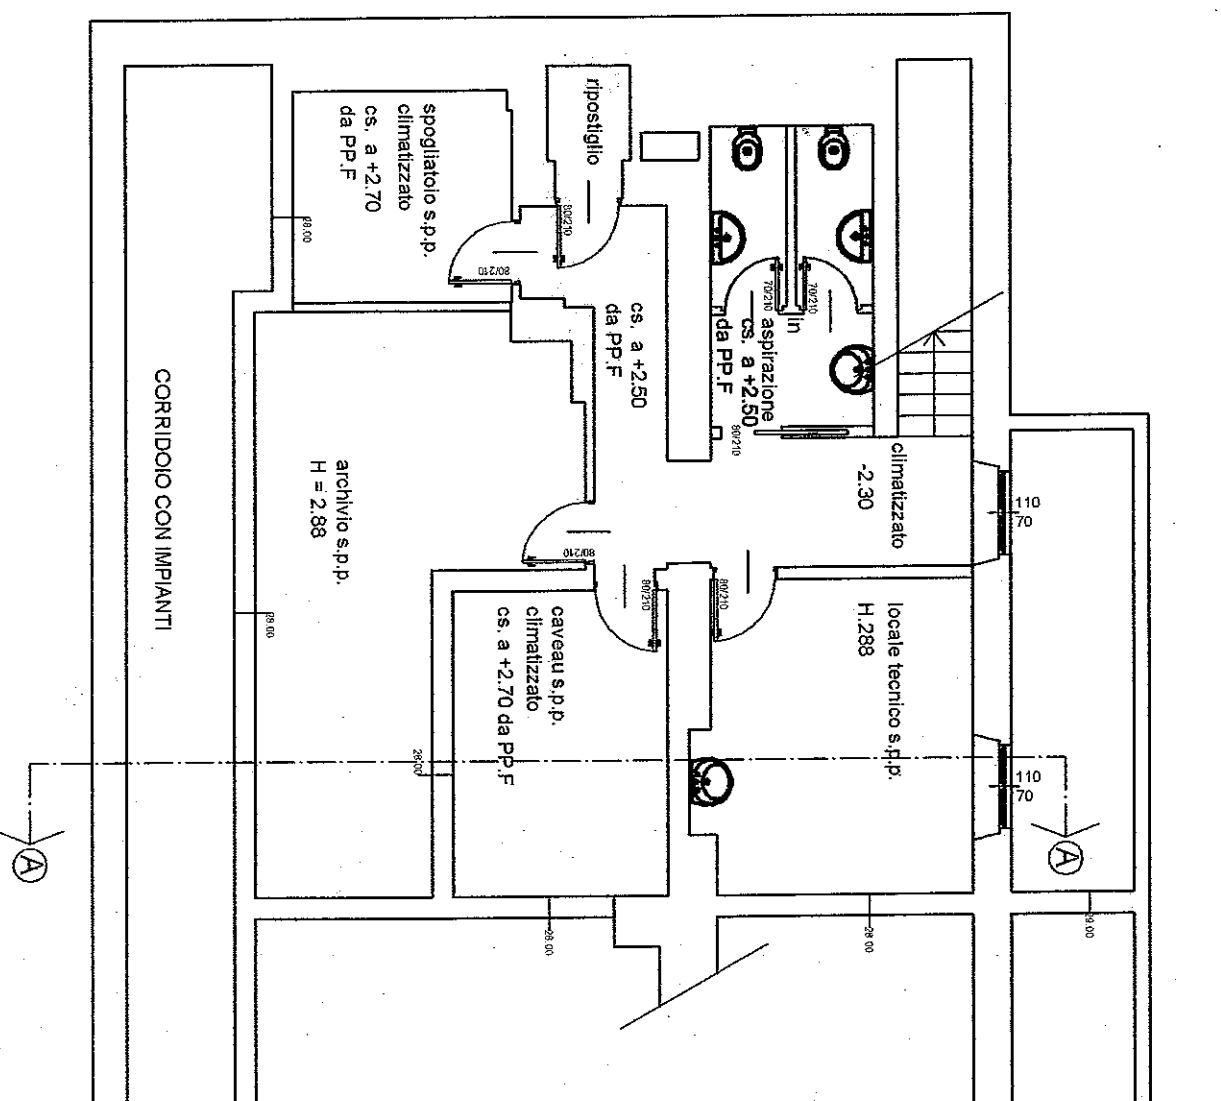 ripostiglio
spogliatoio s.p.p.
climatizzato
cs. a +2.70
da PP.F
28.00
80/210
80/210
cs. a +2.50
da PP.F
70/210
70/210
in
aspirazione
cs. a +2.50
da PP.F
80/210
climatizzato
-2.30
110
70
CORRIDOIO CON IMPIANTI
archivio s.p.p.
H = 2.88
28.00
80/210
80/210
80/210
caveau s.p.p.
climatizzato
cs. a +2.70 da PP.F
28.00
locale tecnico s.p.p.
H.288
110
70
A
A
28.00
28.00